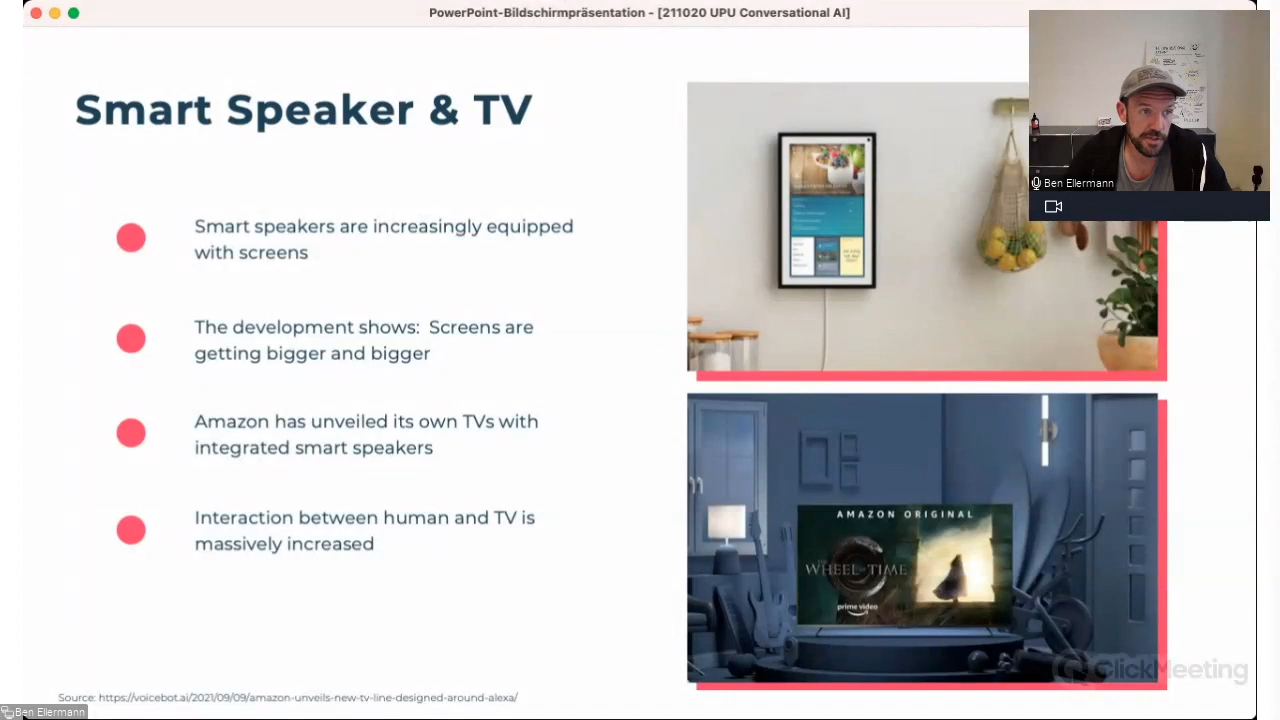 PowerPoint-Bildschirmpräsentation - [211020 UPU Conversational AI]
Smart Speaker & TV
Smart speakers are increasingly equipped
with screens
The development shows:  Screens are
getting bigger and bigger
Amazon has unveiled its own TVs with
integrated smart speakers
Interaction between human and TV is
massively increased
Ben Ellermann
AMAZON ORIGINAL
THE
WHEEL OF TIME
prime video
ClickMeeting
Source: https://voicebot.ai/2021/09/09/amazon-unveils-new-tv-line-designed-around-alexa/
Ben Ellermann